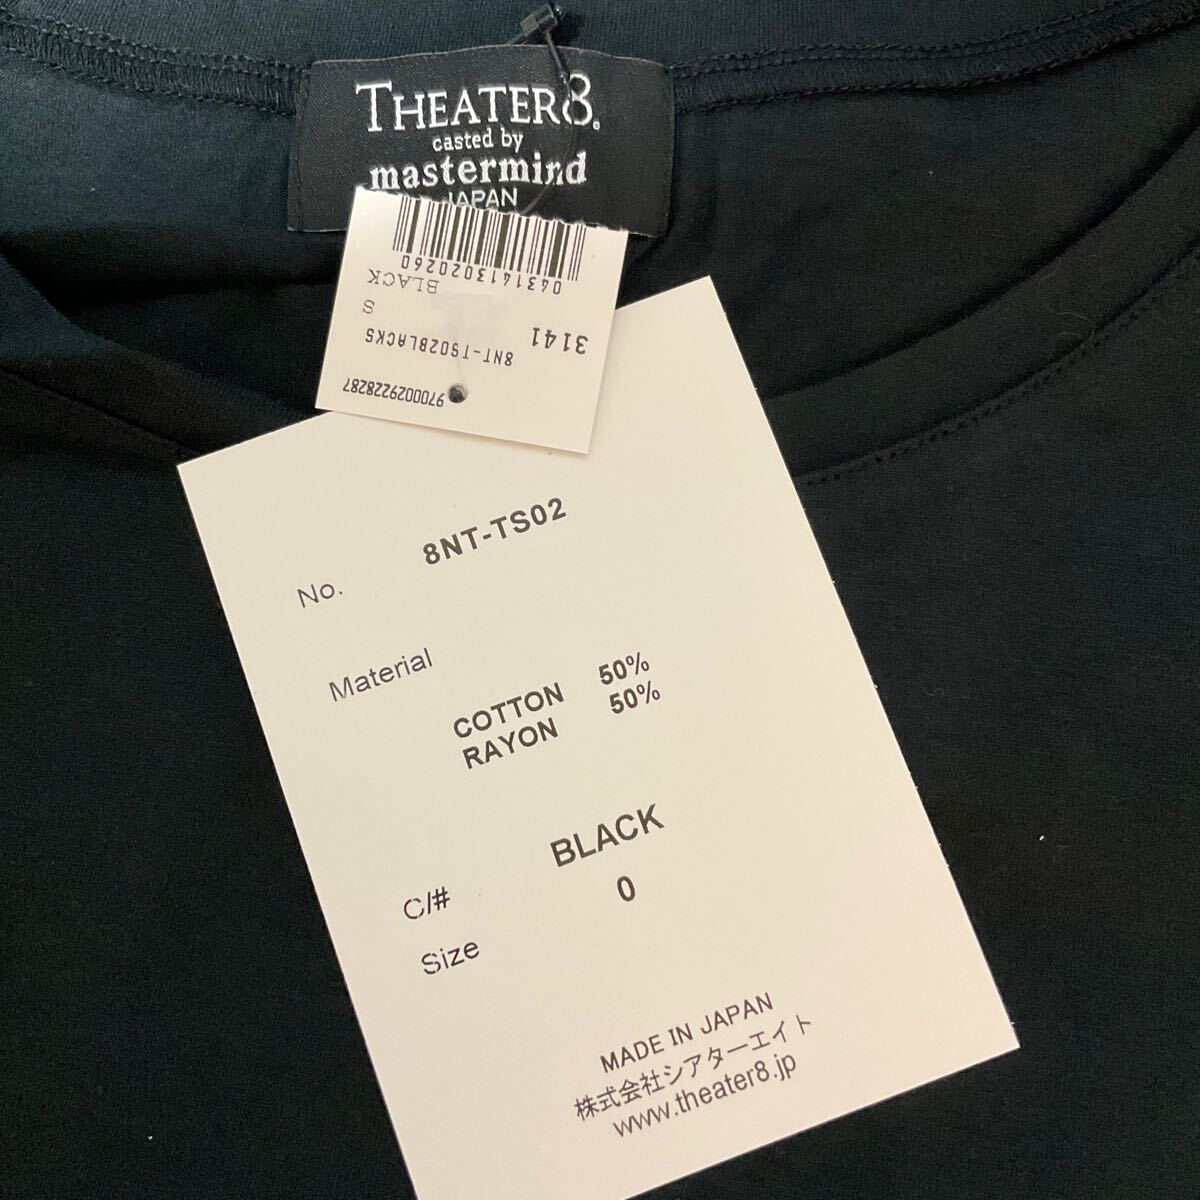 THEATER8.
casted by
mastermind
JAPAN
0431413020260
BLACK
S
3141
8NT-TS02BLACKS
9700029228287
No. 8NT-TS02
Material
COTTON 50%
RAYON 50%
C/# BLACK
Size 0
MADE IN JAPAN
株式会社シアターエイト
www.theater8.jp